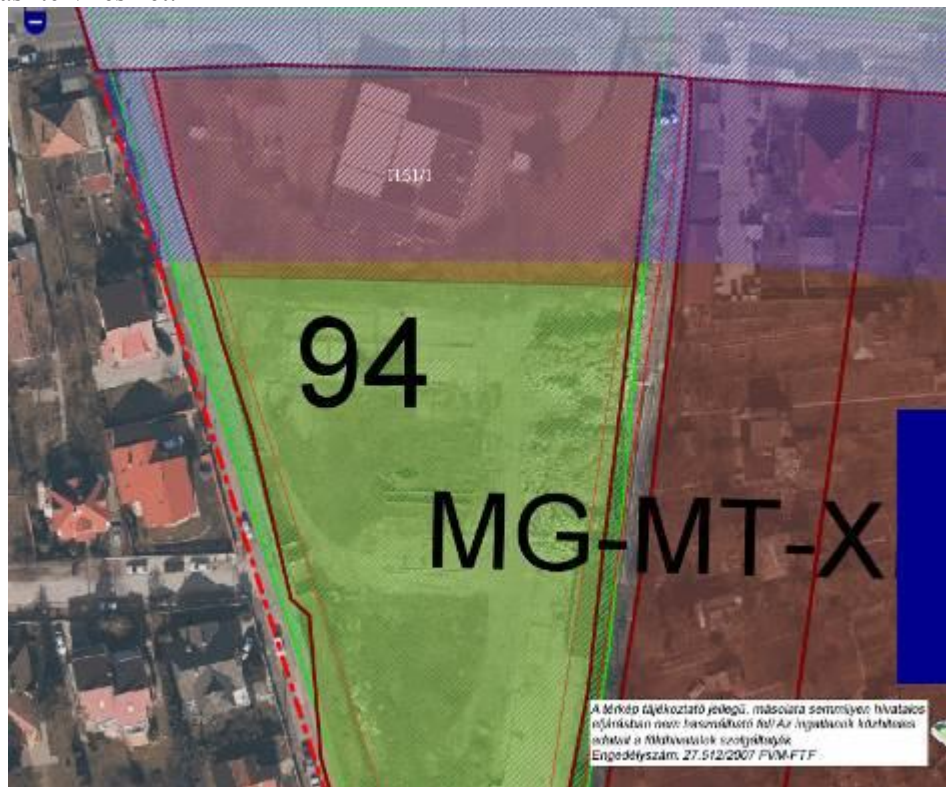 94
MG-MT-X
A térkép tájékoztató jellegű, másolata semmilyen hivatalos
eljárásban nem használható fel! Az ingatlanok közhiteles
adatait a földhivatalok szolgáltatják
Engedélyszám: 27.512/2007 FVM-FTF